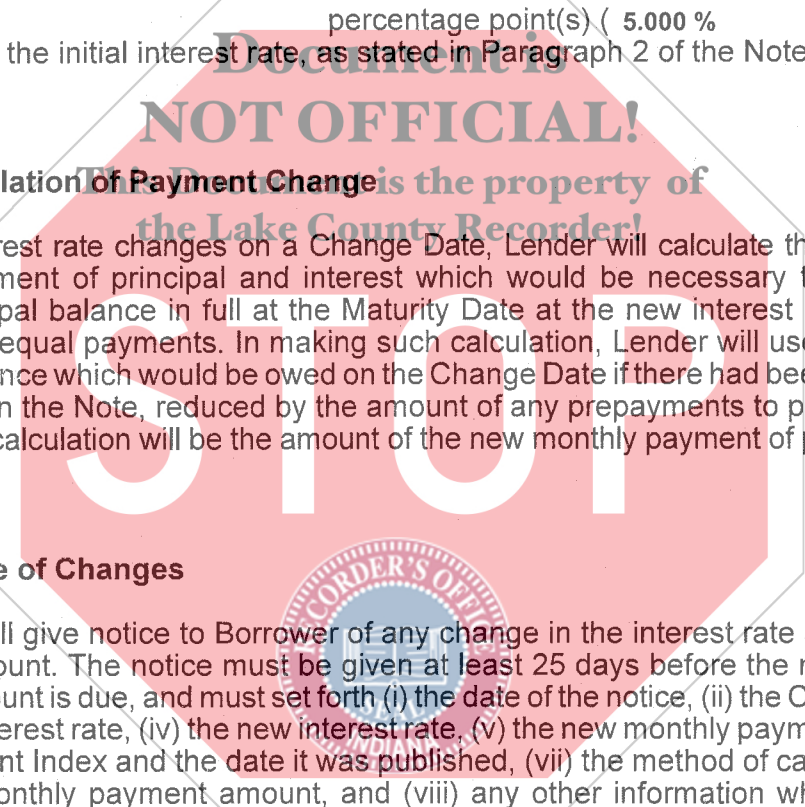 percentage point(s) ( 5.000 %
the initial interest rate, as stated in Paragraph 2 of the Note
Document is
NOT OFFICIAL!
This Document is the property of
the Lake County Recorder!
lation of Payment Change
rest rate changes on a Change Date, Lender will calculate th
ment of principal and interest which would be necessary t
pal balance in full at the Maturity Date at the new interest
equal payments. In making such calculation, Lender will use
nce which would be owed on the Change Date if there had bee
n the Note, reduced by the amount of any prepayments to p
calculation will be the amount of the new monthly payment of p
STOP
e of Changes
ll give notice to Borrower of any change in the interest rate
ount. The notice must be given at least 25 days before the n
unt is due, and must set forth (i) the date of the notice, (ii) the C
erest rate, (iv) the new interest rate, (v) the new monthly paym
nt Index and the date it was published, (vii) the method of ca
onthly payment amount, and (viii) any other information wh
RECORDER'S OFFICE
SEAL
INDIANA